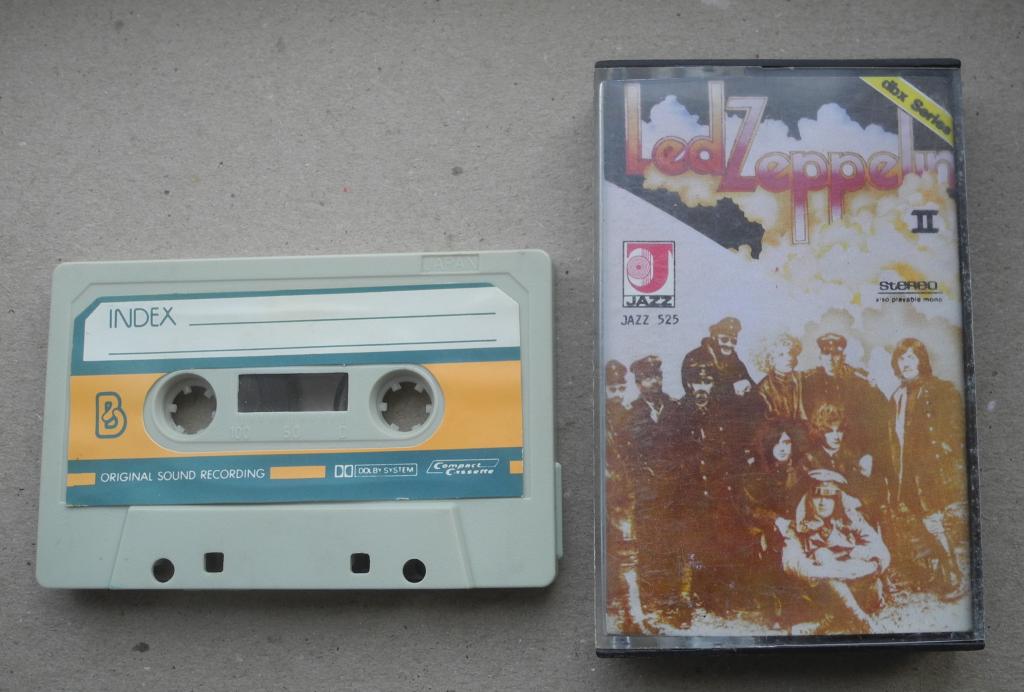 JAPAN
INDEX
B
100 50 0
ORIGINAL SOUND RECORDING
DOLBY SYSTEM
Compact
Cassette
dbx Series
Led Zeppelin
II
J
JAZZ
JAZZ 525
STEREO
also playable mono